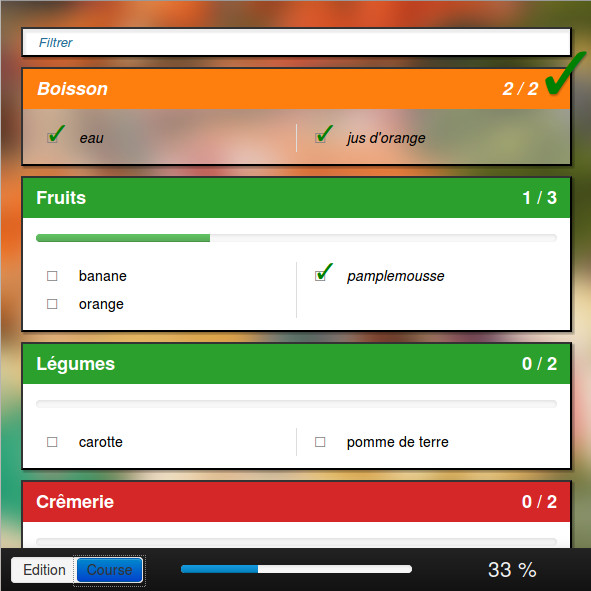 Filtrer
Boisson 2 / 2
eau jus d'orange
Fruits 1 / 3
banane pamplemousse
orange
Légumes 0 / 2
carotte pomme de terre
Crêmerie 0 / 2
Edition Course 33 %